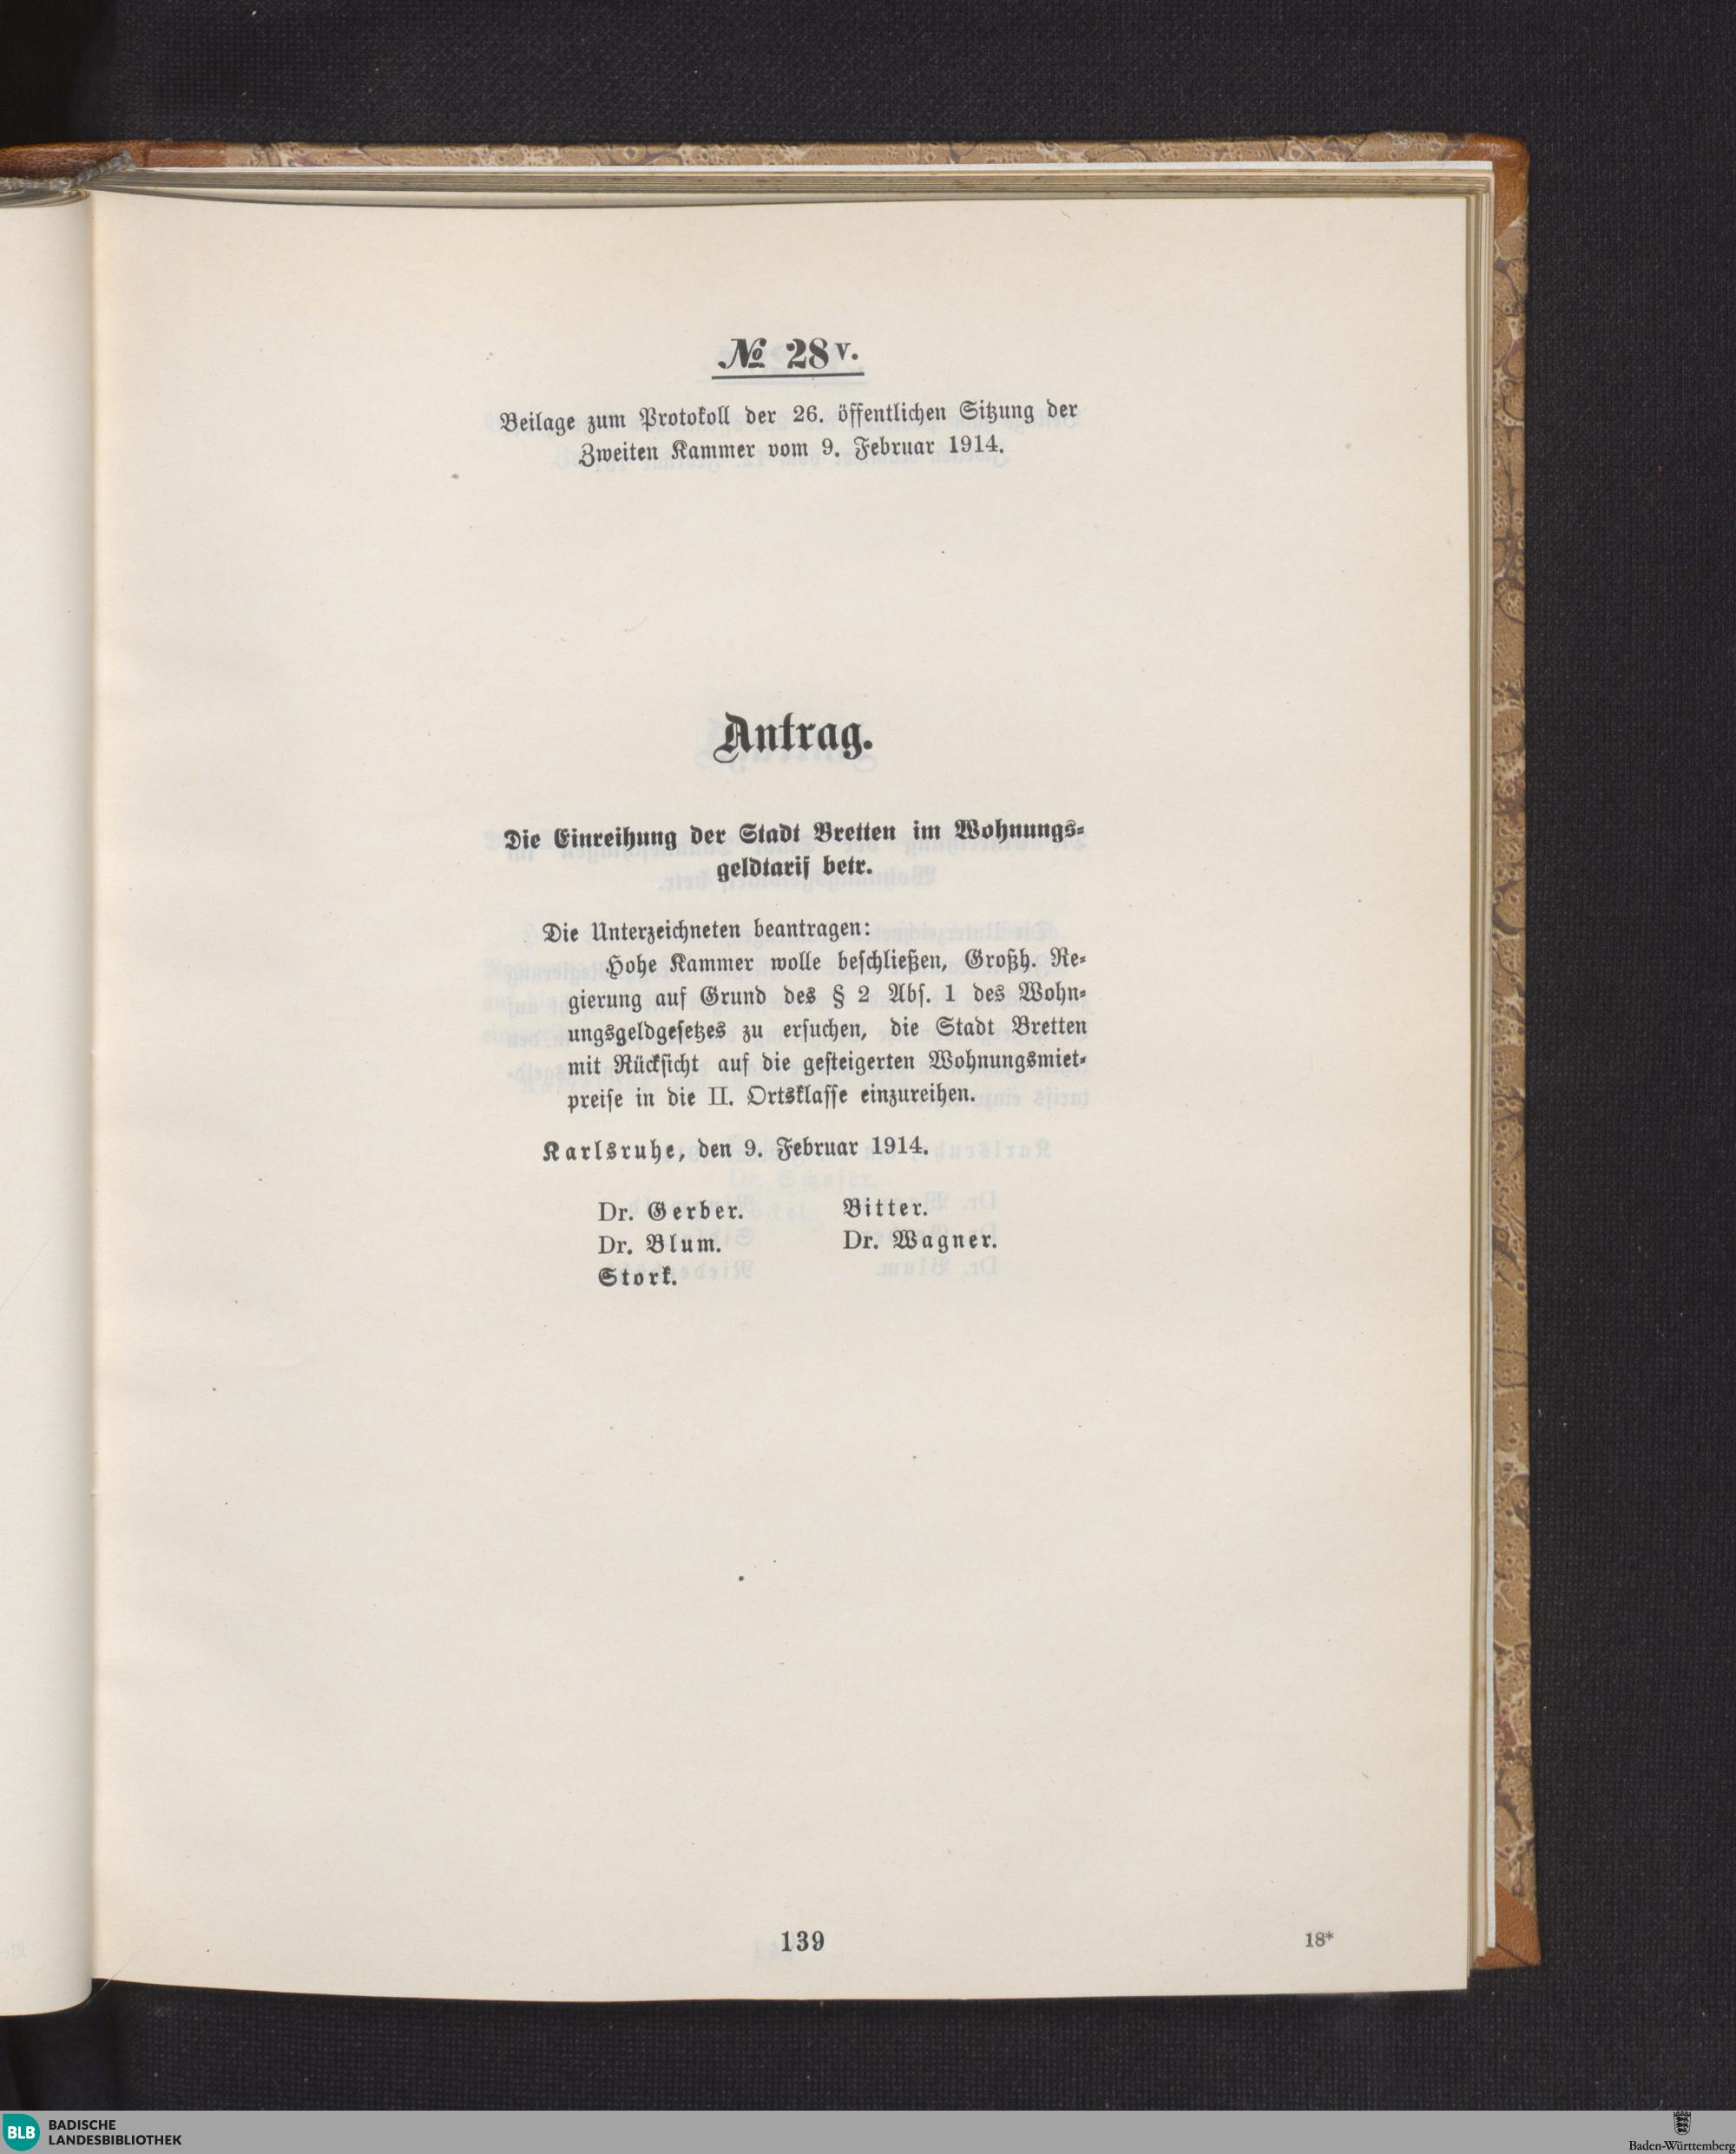 № 28 v.
Beilage zum Protokoll der 26. öffentlichen Sitzung der
Zweiten Kammer vom 9. Februar 1914.
Antrag.
Die Einreihung der Stadt Bretten im Wohnungs-
geldtarif betr.
Die Unterzeichneten beantragen:
Hohe Kammer wolle beschließen, Großh. Re-
gierung auf Grund des § 2 Abs. 1 des Wohn-
ungsgeldgesetzes zu ersuchen, die Stadt Bretten
mit Rücksicht auf die gesteigerten Wohnungsmiet-
preise in die II. Ortsklasse einzureihen.
Karlsruhe, den 9. Februar 1914.
Dr. Gerber. Bitter.
Dr. Blum. Dr. Wagner.
Stork.
139 18*
BLB BADISCHE
LANDESBIBLIOTHEK
Baden-Württemberg